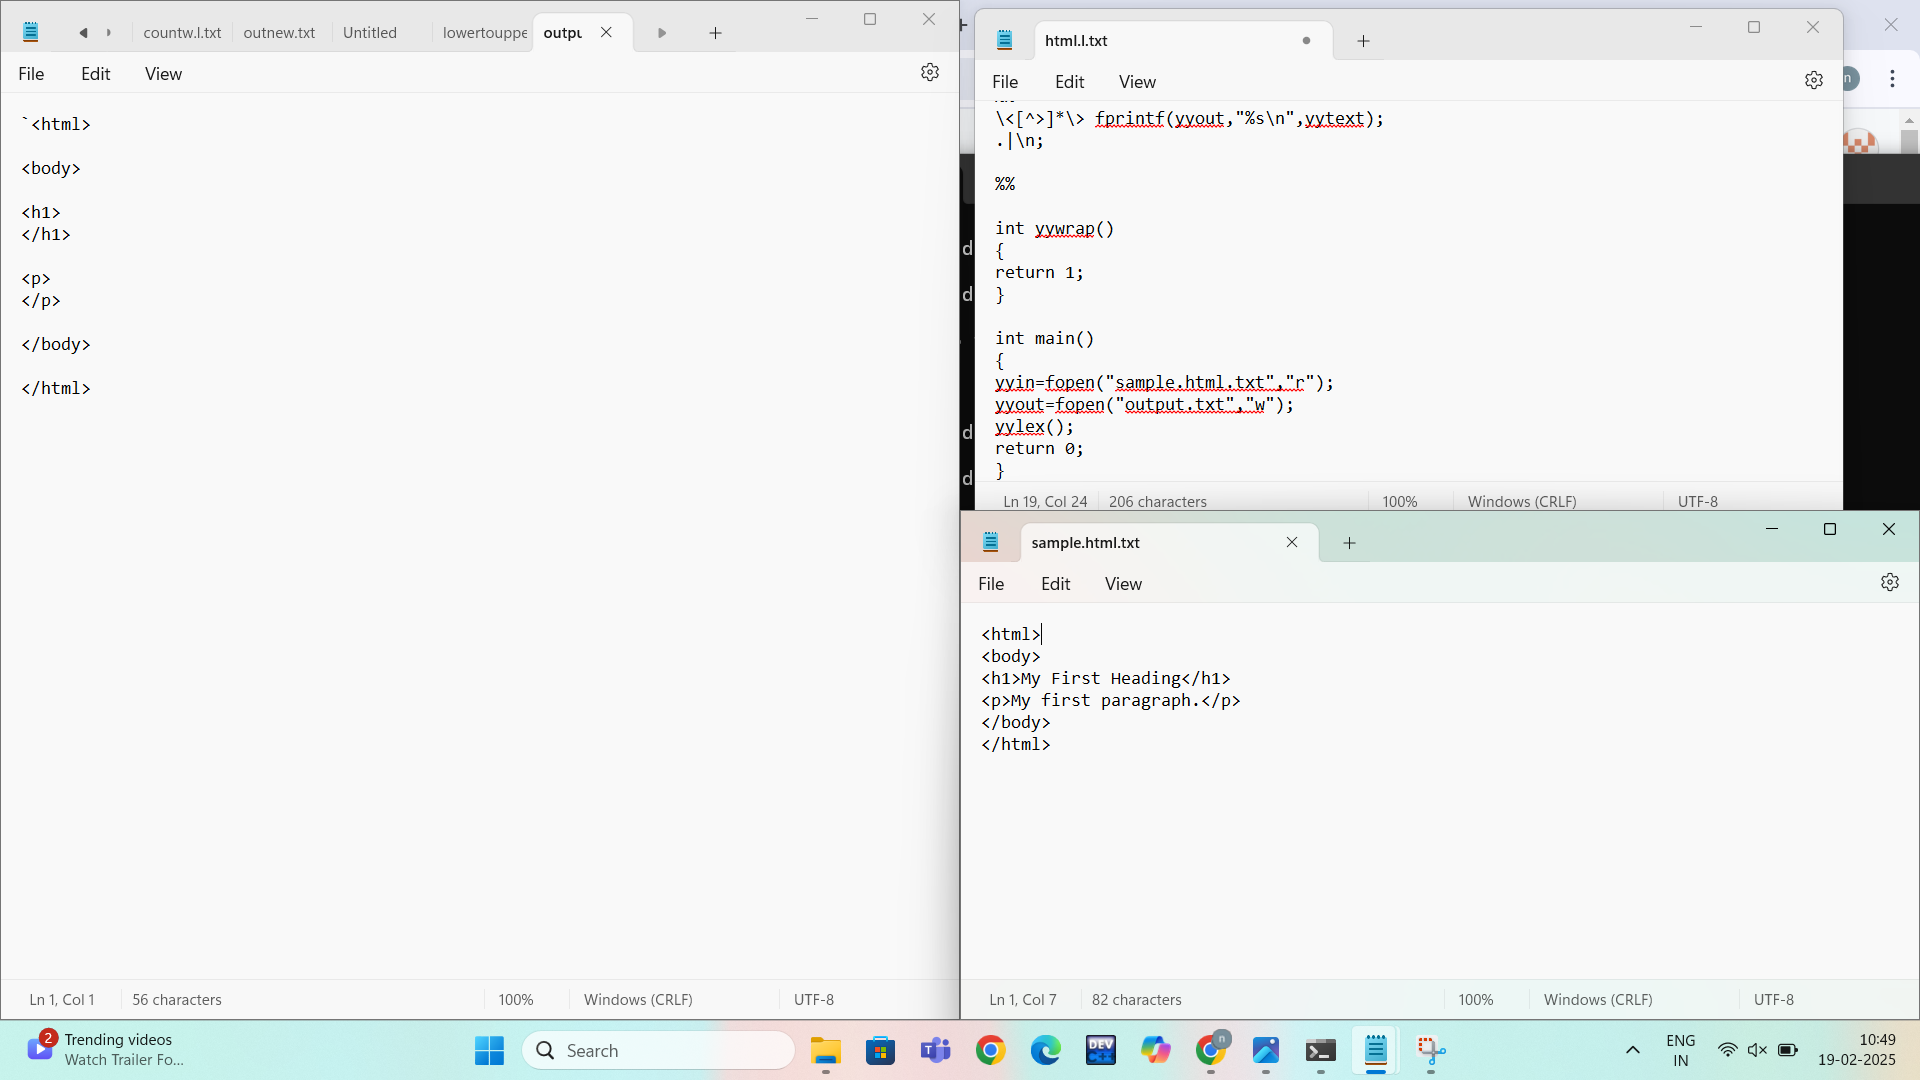 countw.l.txt outnew.txt Untitled lowertouppe outpu
File Edit View
`<html>
<body>
<h1>
</h1>
<p>
</p>
</body>
</html>
Ln 1, Col 1 56 characters 100% Windows (CRLF) UTF-8
html.l.txt
File Edit View
\<[^>]*\> fprintf(yyout,"%s\n",yytext);
.|\n;
%%
int yywrap()
{
return 1;
}
int main()
{
yyin=fopen("sample.html.txt","r");
yyout=fopen("output.txt","w");
yylex();
return 0;
}
Ln 19, Col 24 206 characters 100% Windows (CRLF) UTF-8
n
d
d
d
d
sample.html.txt
File Edit View
<html>
<body>
<h1>My First Heading</h1>
<p>My first paragraph.</p>
</body>
</html>
Ln 1, Col 7 82 characters 100% Windows (CRLF) UTF-8
2 Trending videos
Watch Trailer Fo...
Search
DEV C++
n
ENG
IN
10:49
19-02-2025